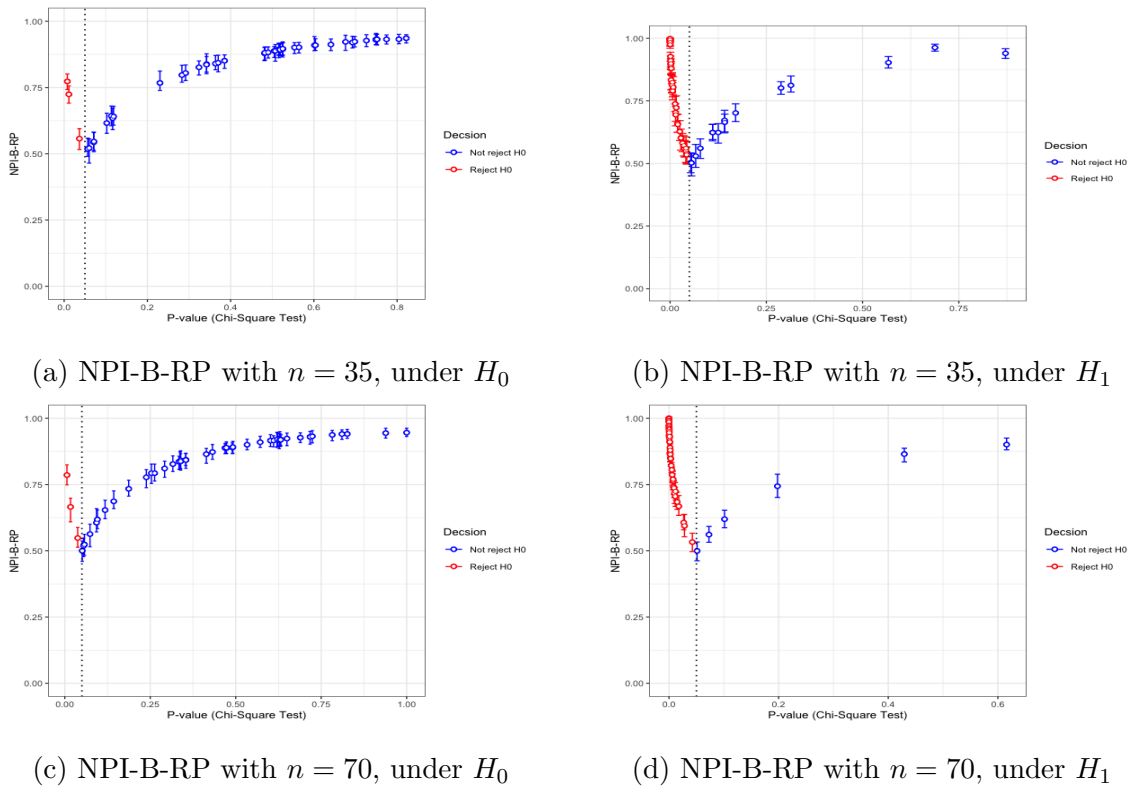 1.00
0.75
0.50
0.25
0.00
NPI-B-RP
0.0 0.2 0.4 0.6 0.8
P-value (Chi-Square Test)
Decsion
Not reject H0
Reject H0
(a) NPI-B-RP with n = 35, under H₀
1.00
0.75
0.50
0.25
0.00
NPI-B-RP
0.00 0.25 0.50 0.75
P-value (Chi-Square Test)
Decsion
Not reject H0
Reject H0
(b) NPI-B-RP with n = 35, under H₁
1.00
0.75
0.50
0.25
0.00
NPI-B-RP
0.00 0.25 0.50 0.75 1.00
P-value (Chi-Square Test)
Decsion
Not reject H0
Reject H0
(c) NPI-B-RP with n = 70, under H₀
1.00
0.75
0.50
0.25
0.00
NPI-B-RP
0.0 0.2 0.4 0.6
P-value (Chi-Square Test)
Decsion
Not reject H0
Reject H0
(d) NPI-B-RP with n = 70, under H₁